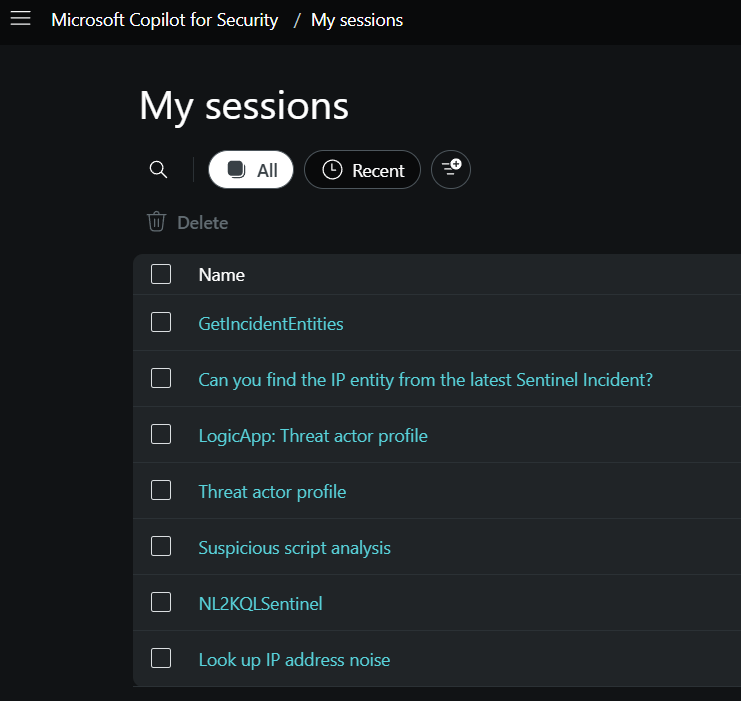 Microsoft Copilot for Security / My sessions
My sessions
All Recent
Delete
Name
GetIncidentEntities
Can you find the IP entity from the latest Sentinel Incident?
LogicApp: Threat actor profile
Threat actor profile
Suspicious script analysis
NL2KQLSentinel
Look up IP address noise